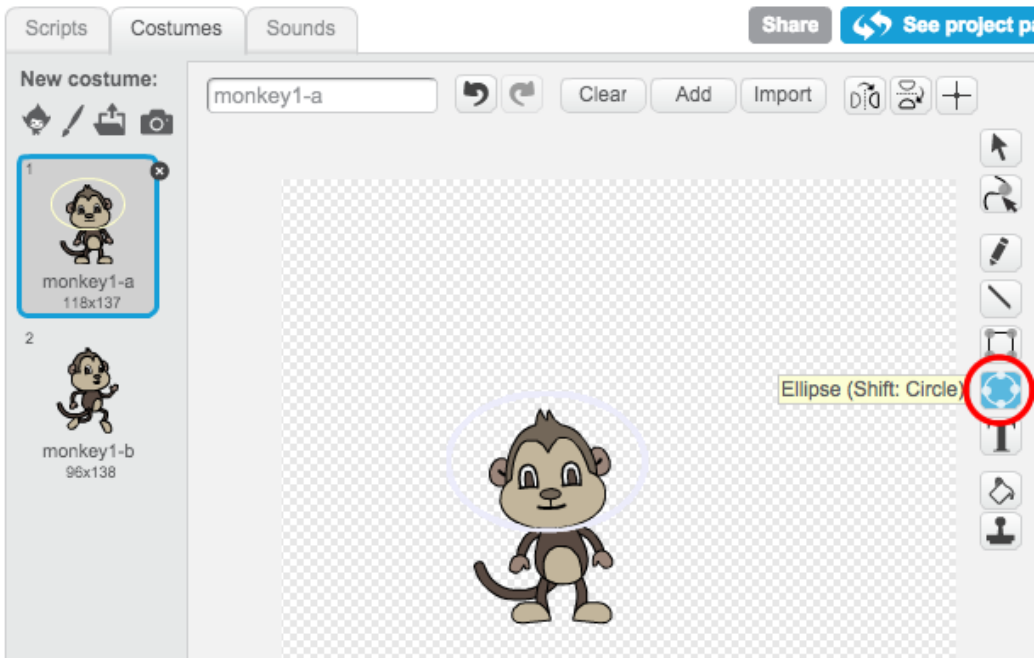 Scripts Costumes Sounds Share See project pa
New costume:
monkey1-a Clear Add Import
1
monkey1-a
118x137
2
monkey1-b
96x138
Ellipse (Shift: Circle)
T